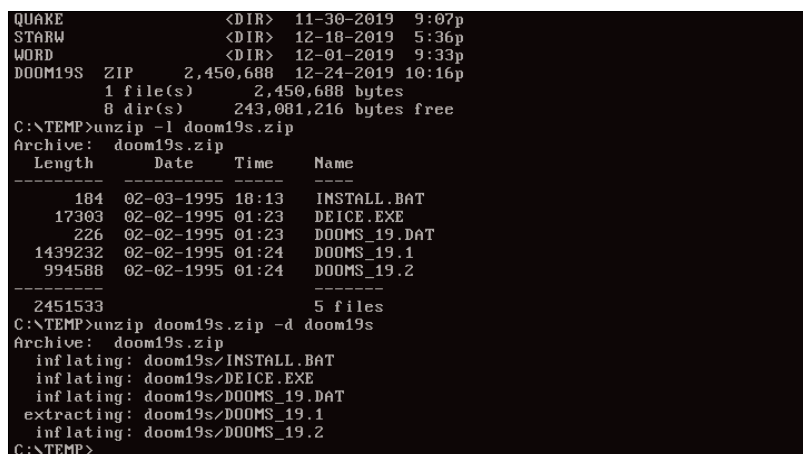 QUAKE <DIR> 11-30-2019 9:07p
STARW <DIR> 12-18-2019 5:36p
WORD <DIR> 12-01-2019 9:33p
DOOM19S ZIP 2,450,688 12-24-2019 10:16p
1 file(s) 2,450,688 bytes
8 dir(s) 243,081,216 bytes free
C:\TEMP>unzip -l doom19s.zip
Archive: doom19s.zip
Length Date Time Name
--------- ---------- ----- ----
184 02-03-1995 18:13 INSTALL.BAT
17303 02-02-1995 01:23 DEICE.EXE
226 02-02-1995 01:23 DOOMS_19.DAT
1439232 02-02-1995 01:24 DOOMS_19.1
994588 02-02-1995 01:24 DOOMS_19.2
--------- -------
2451533 5 files
C:\TEMP>unzip doom19s.zip -d doom19s
Archive: doom19s.zip
inflating: doom19s/INSTALL.BAT
inflating: doom19s/DEICE.EXE
inflating: doom19s/DOOMS_19.DAT
extracting: doom19s/DOOMS_19.1
inflating: doom19s/DOOMS_19.2
C:\TEMP>